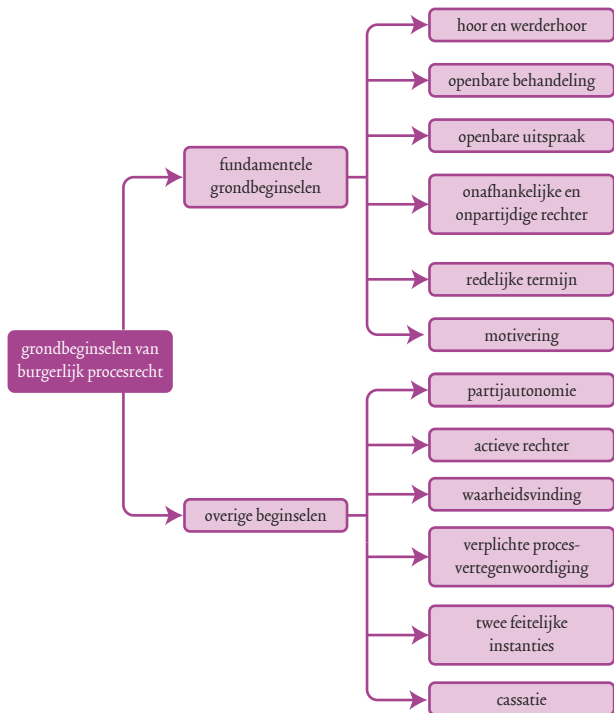 grondbeginselen van
burgerlijk procesrecht
fundamentele
grondbeginselen
hoor en werderhoor
openbare behandeling
openbare uitspraak
onafhankelijke en
onpartijdige rechter
redelijke termijn
motivering
overige beginselen
partijautonomie
actieve rechter
waarheidsvinding
verplichte proces-
vertegenwoordiging
twee feitelijke
instanties
cassatie